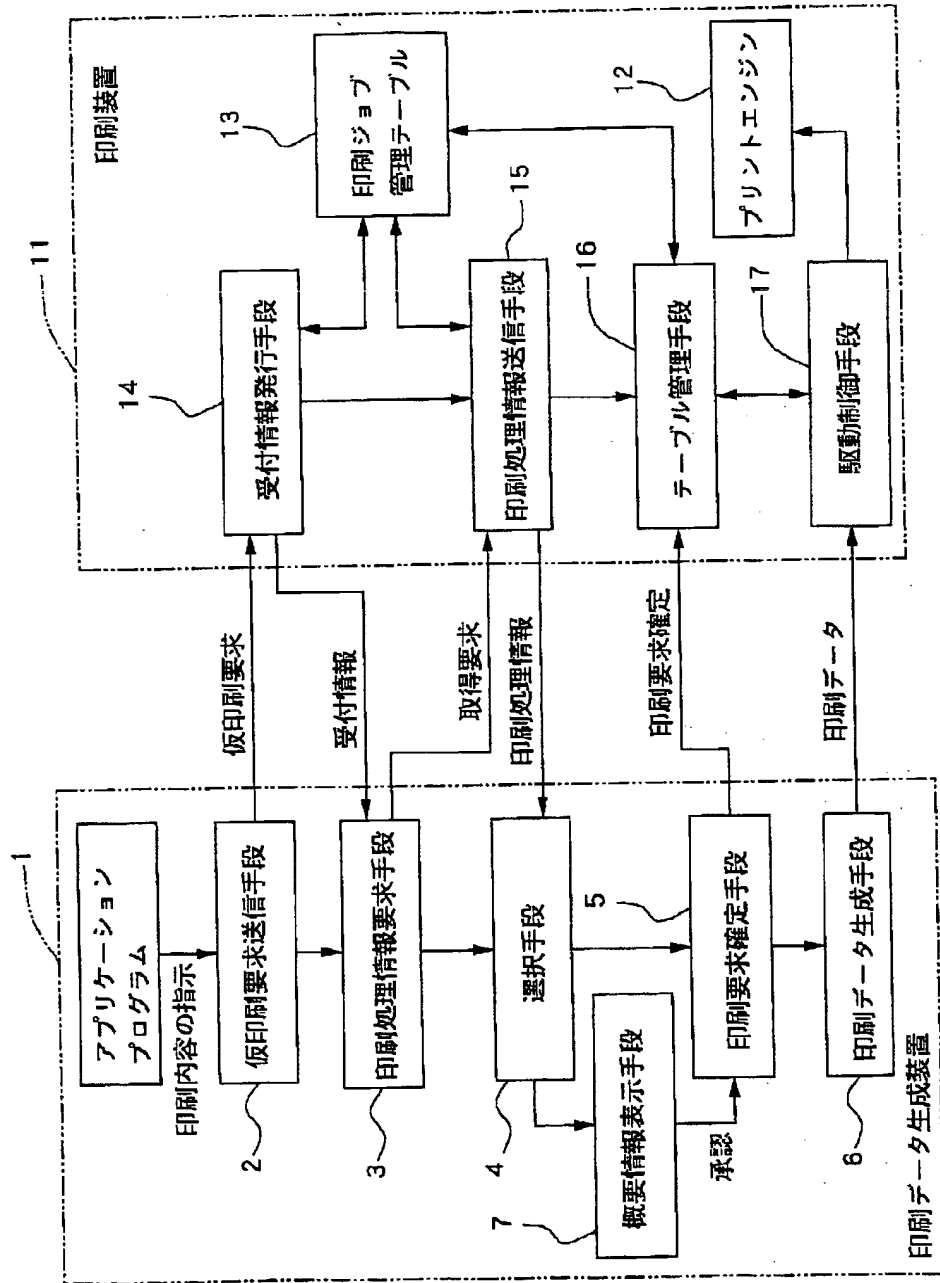 1
アプリケーション
プログラム
印刷内容の指示
仮印刷要求送信手段
2
印刷処理情報要求手段
3
選択手段
4
概要情報表示手段
7
承認
印刷要求確定手段
5
印刷データ生成手段
6
印刷データ生成装置
仮印刷要求
受付情報
取得要求
印刷処理情報
印刷要求確定
印刷データ
11
印刷装置
14
受付情報発行手段
13
印刷ジョブ
管理テーブル
印刷処理情報送信手段
15
テーブル管理手段
16
駆動制御手段
17
プリントエンジン
12